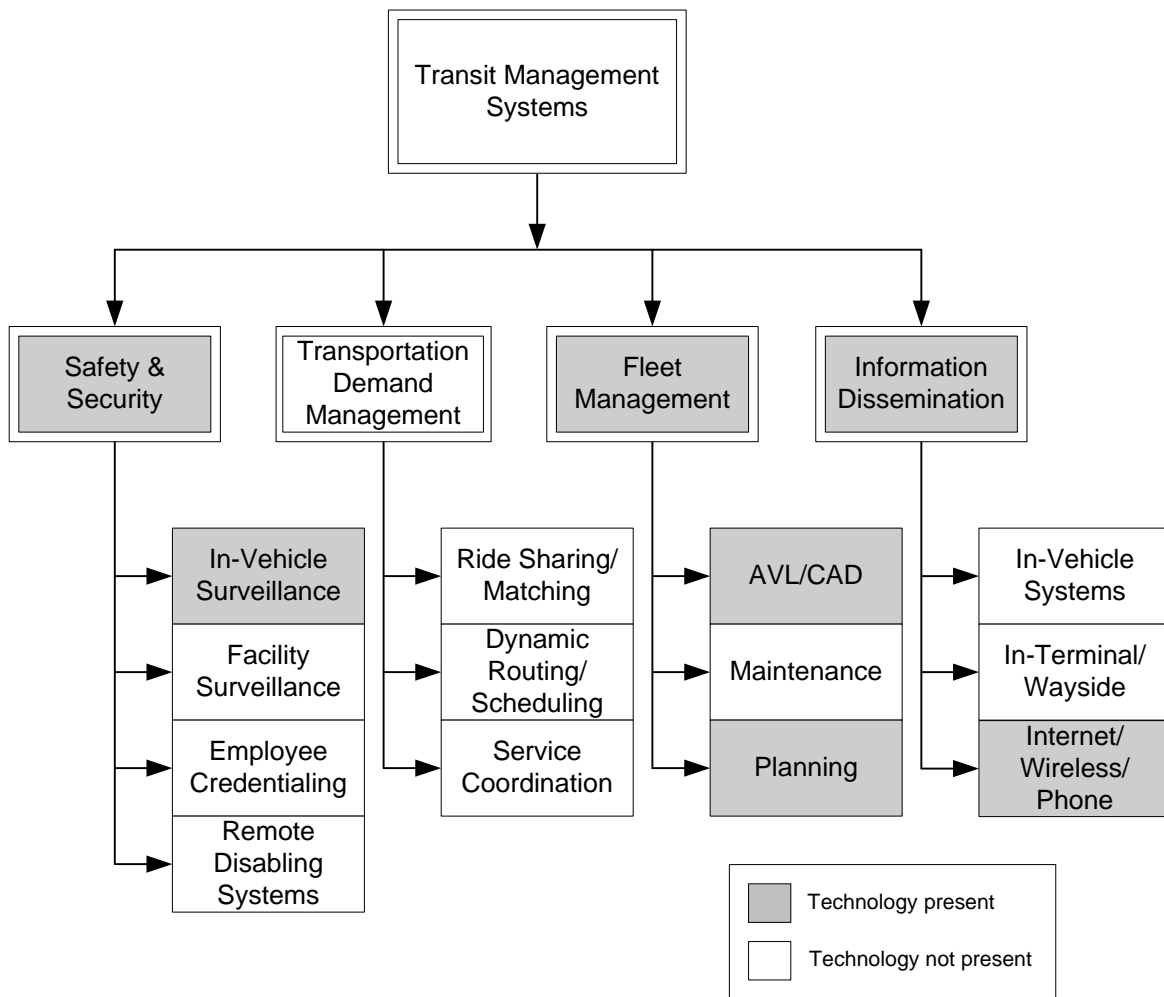 Transit Management
Systems
Safety &
Security
Transportation
Demand
Management
Fleet
Management
Information
Dissemination
In-Vehicle
Surveillance
Facility
Surveillance
Employee
Credentialing
Remote
Disabling
Systems
Ride Sharing/
Matching
Dynamic
Routing/
Scheduling
Service
Coordination
AVL/CAD
Maintenance
Planning
In-Vehicle
Systems
In-Terminal/
Wayside
Internet/
Wireless/
Phone
Technology present
Technology not present